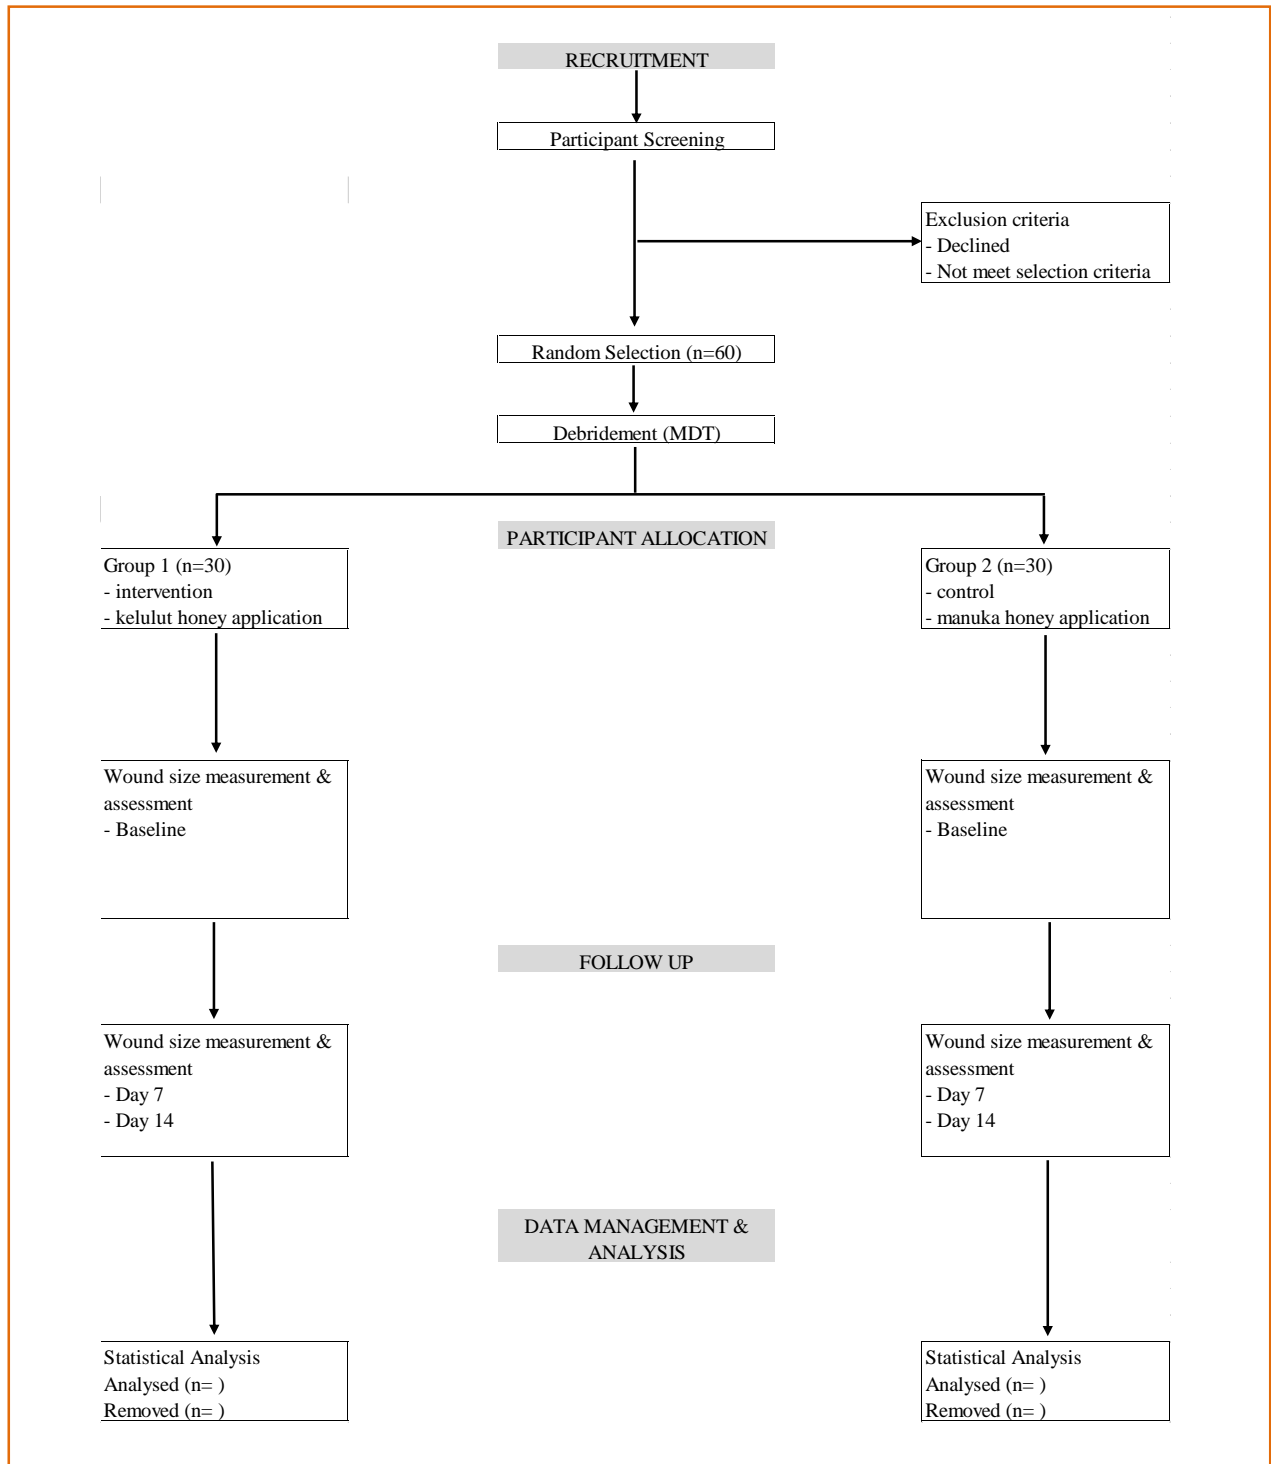 RECRUITMENT
Participant Screening
Exclusion criteria
- Declined
- Not meet selection criteria
Random Selection (n=60)
Debridement (MDT)
PARTICIPANT ALLOCATION
Group 1 (n=30)
- intervention
- kelulut honey application
Group 2 (n=30)
- control
- manuka honey application
Wound size measurement &
assessment
- Baseline
Wound size measurement &
assessment
- Baseline
FOLLOW UP
Wound size measurement &
assessment
- Day 7
- Day 14
Wound size measurement &
assessment
- Day 7
- Day 14
DATA MANAGEMENT &
ANALYSIS
Statistical Analysis
Analysed (n= )
Removed (n= )
Statistical Analysis
Analysed (n= )
Removed (n= )